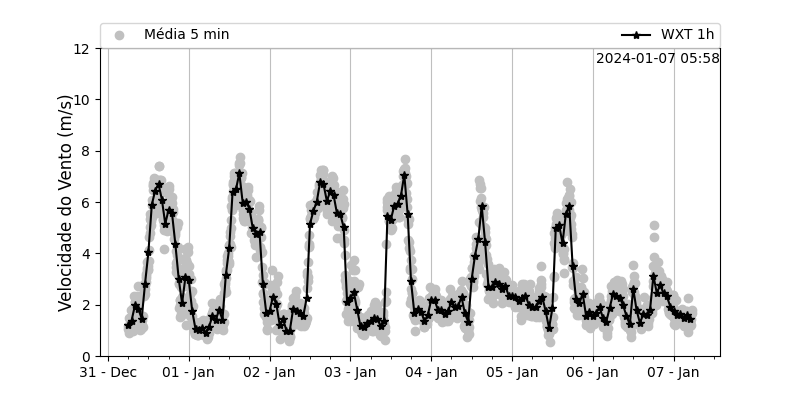 Média 5 min
WXT 1h
2024-01-07 05:58
Velocidade do Vento (m/s)
12
10
8
6
4
2
0
31 - Dec
01 - Jan
02 - Jan
03 - Jan
04 - Jan
05 - Jan
06 - Jan
07 - Jan